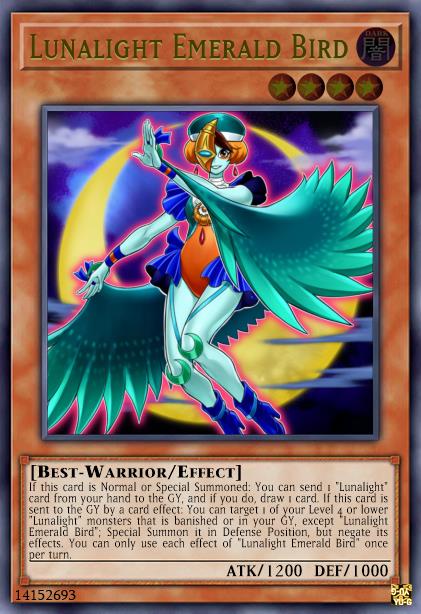 Lunalight Emerald Bird
DARK
闇
[Best-Warrior/Effect]
If this card is Normal or Special Summoned: You can send 1 "Lunalight"
card from your hand to the GY, and if you do, draw 1 card. If this card is
sent to the GY by a card effect: You can target 1 of your Level 4 or lower
"Lunalight" monsters that is banished or in your GY, except "Lunalight
Emerald Bird"; Special Summon it in Defense Position, but negate its
effects. You can only use each effect of "Lunalight Emerald Bird" once
per turn.
ATK/1200 DEF/1000
14152693